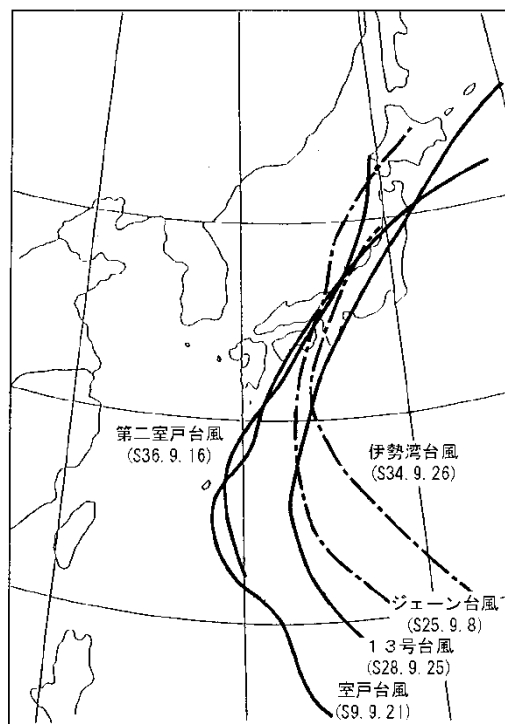 第二室戸台風
(S36.9.16)
伊勢湾台風
(S34.9.26)
ジェーン台風
(S25.9.8)
13号台風
(S28.9.25)
室戸台風
(S9.9.21)